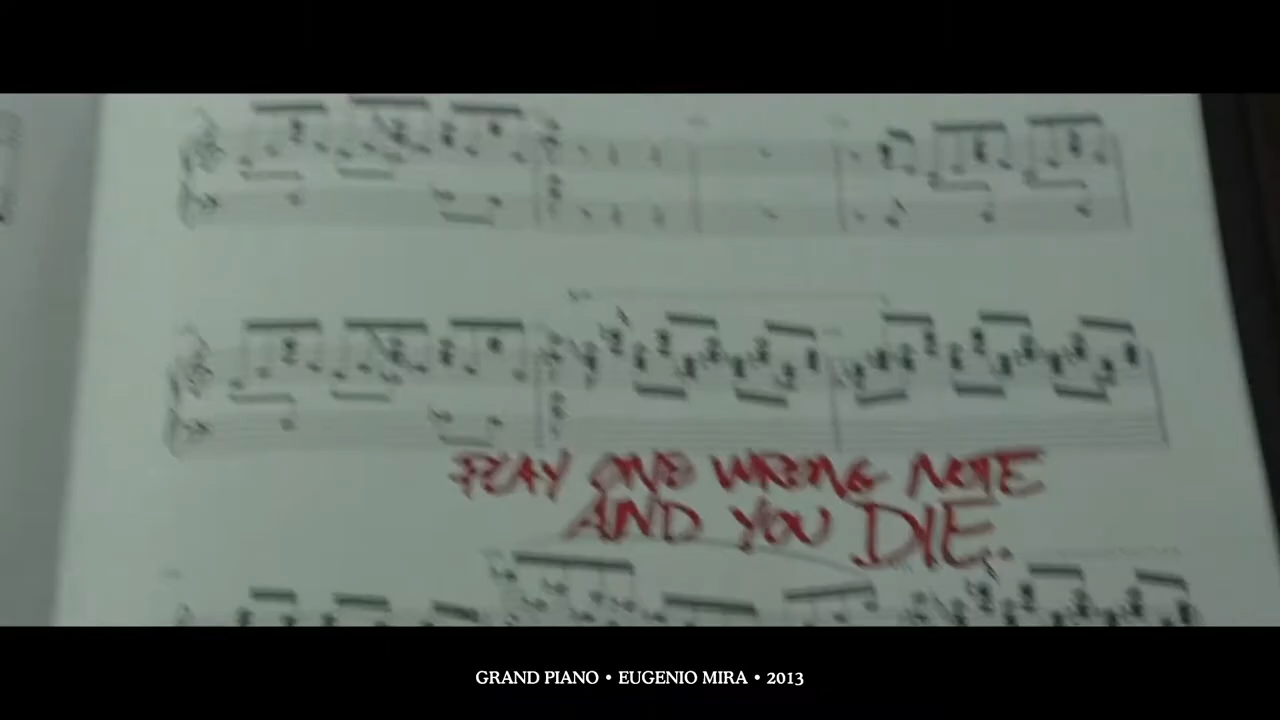 PLAY ONE WRONG NOTE
AND YOU DIE..
GRAND PIANO • EUGENIO MIRA • 2013